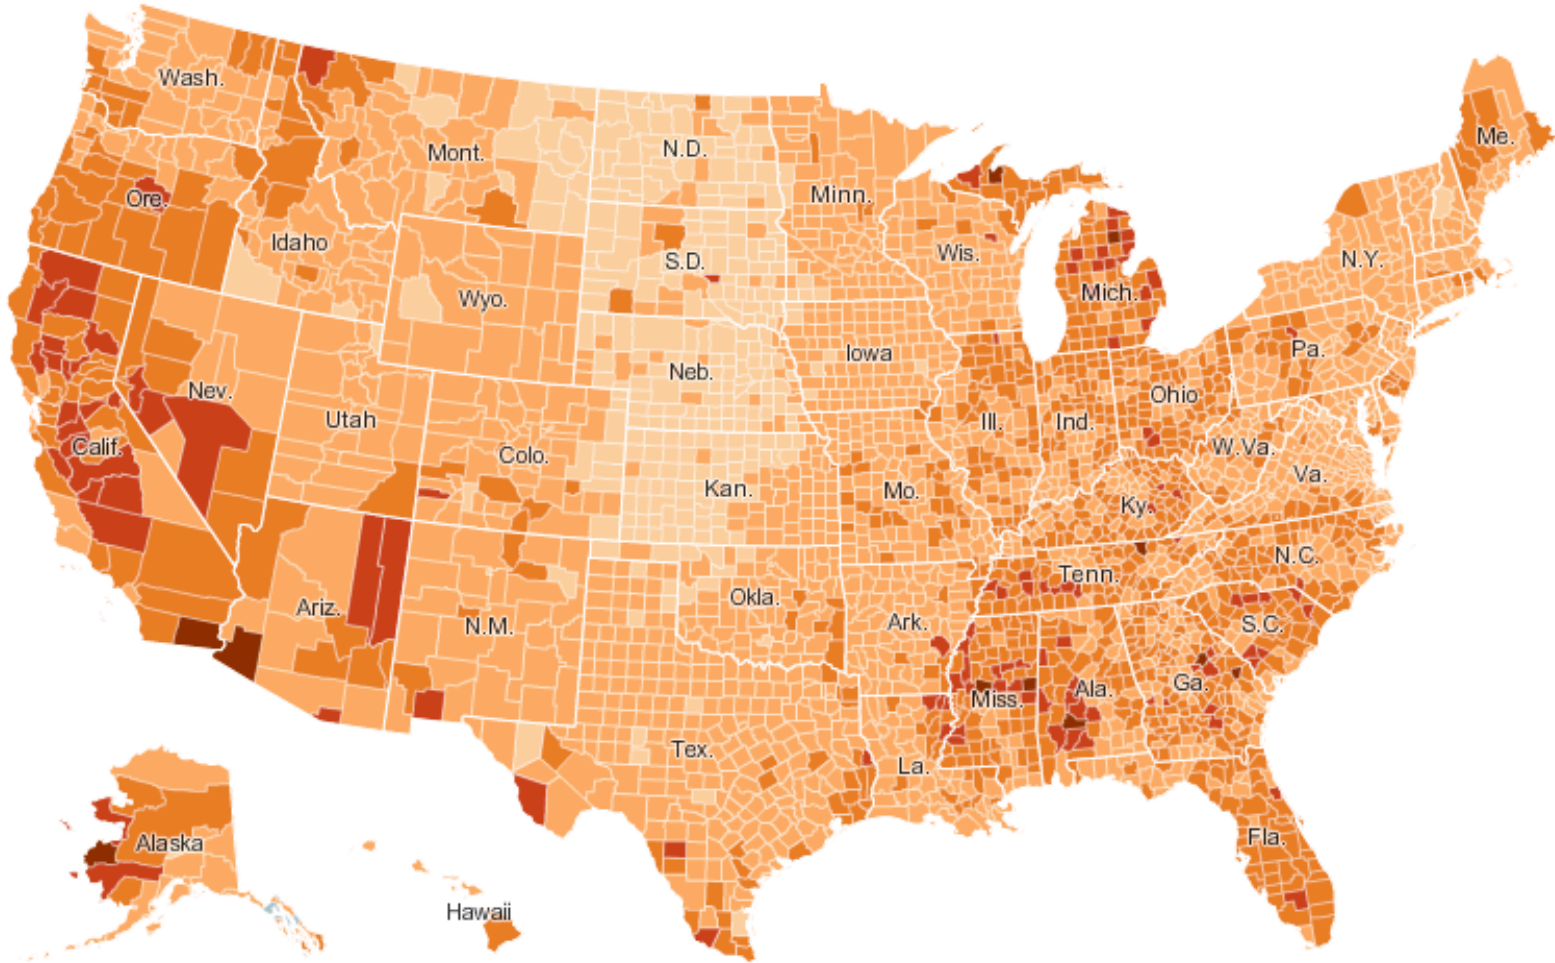 Wash.
Mont.
N.D.
Minn.
Me.
Ore.
Idaho
S.D.
Wis.
N.Y.
Wyo.
Mich.
Iowa
Pa.
Neb.
Nev.
Utah
Ill.
Ind.
Ohio
Calif.
Colo.
W.Va.
Va.
Kan.
Mo.
Ky.
N.C.
Tenn.
Ariz.
Okla.
N.M.
Ark.
S.C.
Miss.
Ala.
Ga.
Tex.
La.
Fla.
Alaska
Hawaii